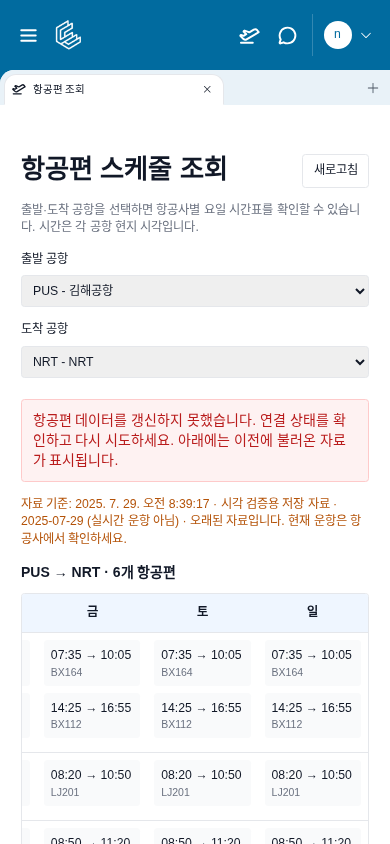 n
항공편 조회
항공편 스케줄 조회
새로고침
출발·도착 공항을 선택하면 항공사별 요일 시간표를 확인할 수 있습니
다. 시간은 각 공항 현지 시각입니다.
출발 공항
PUS - 김해공항
도착 공항
NRT - NRT
항공편 데이터를 갱신하지 못했습니다. 연결 상태를 확
인하고 다시 시도하세요. 아래에는 이전에 불러온 자료
가 표시됩니다.
자료 기준: 2025. 7. 29. 오전 8:39:17 · 시각 검증용 저장 자료 ·
2025-07-29 (실시간 운항 아님) · 오래된 자료입니다. 현재 운항은 항
공사에서 확인하세요.
PUS → NRT · 6개 항공편
금 토 일
07:35 → 10:05 07:35 → 10:05 07:35 → 10:05
BX164 BX164 BX164
14:25 → 16:55 14:25 → 16:55 14:25 → 16:55
BX112 BX112 BX112
08:20 → 10:50 08:20 → 10:50 08:20 → 10:50
LJ201 LJ201 LJ201
08:50 → 11:20 08:50 → 11:20 08:50 → 11:20